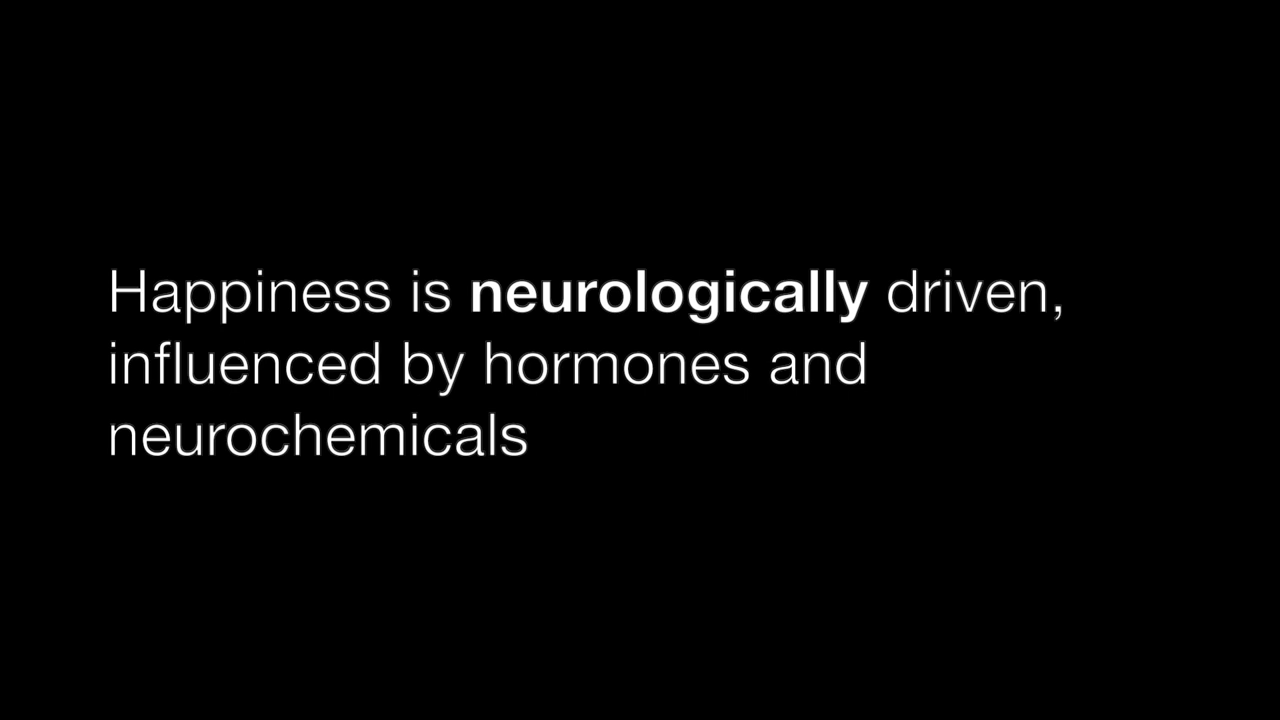 Happiness is neurologically driven,
influenced by hormones and
neurochemicals